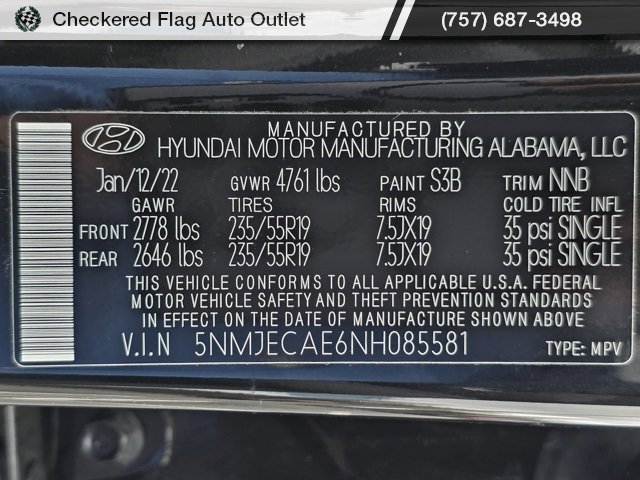 Checkered Flag Auto Outlet
(757) 687-3498
MANUFACTURED BY
HYUNDAI MOTOR MANUFACTURING ALABAMA, LLC
Jan/12/22 GVWR 4761 lbs PAINT S3B TRIM NNB
GAWR TIRES RIMS COLD TIRE INFL
FRONT 2778 lbs 235/55R19 7.5JX19 35 psi SINGLE
REAR 2646 lbs 235/55R19 7.5JX19 35 psi SINGLE
THIS VEHICLE CONFORMS TO ALL APPLICABLE U.S.A. FEDERAL
MOTOR VEHICLE SAFETY AND THEFT PREVENTION STANDARDS
IN EFFECT ON THE DATE OF MANUFACTURE SHOWN ABOVE
V.I.N 5NMJECAE6NH085581 TYPE: MPV